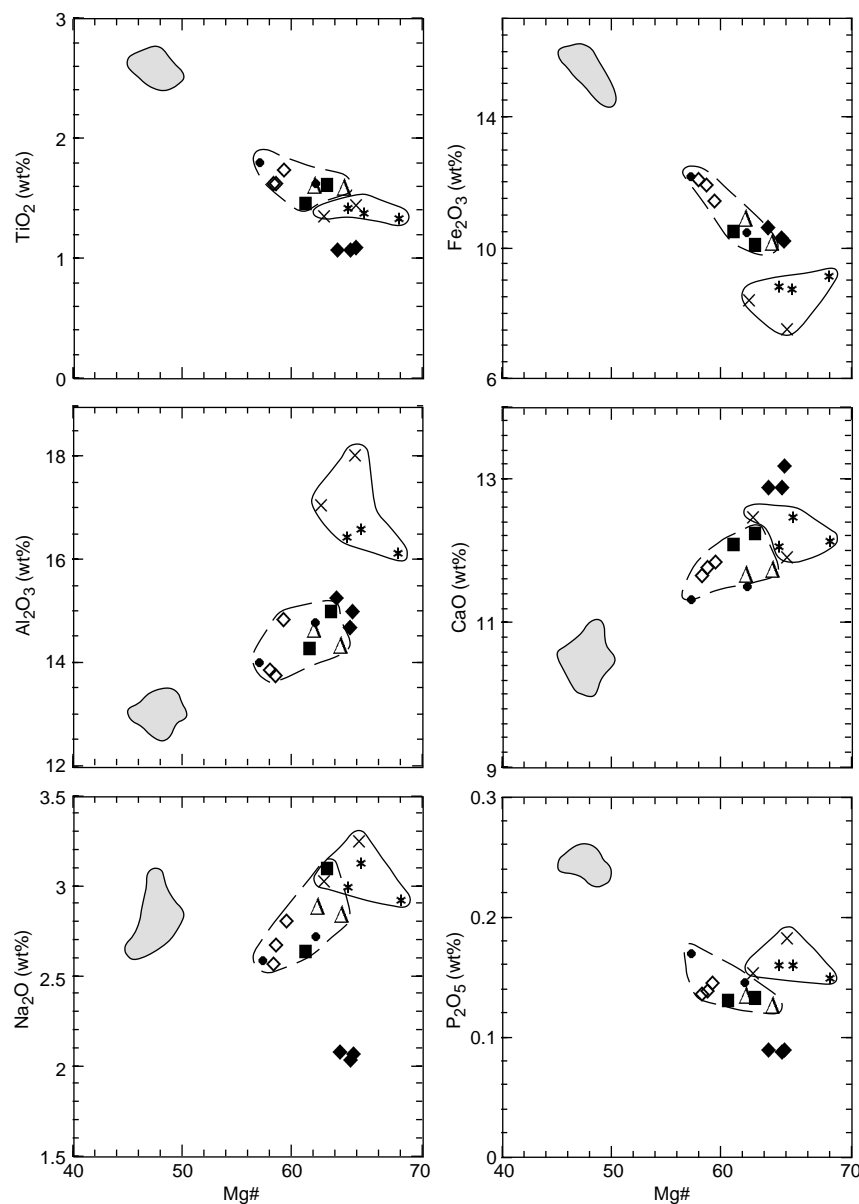 3
2
1
0
TiO2 (wt%)
14
10
6
Fe2O3 (wt%)
18
16
14
12
Al2O3 (wt%)
13
11
9
CaO (wt%)
3.5
3
2.5
2
1.5
Na2O (wt%)
40 50 60 70
Mg#
0.3
0.2
0.1
0
P2O5 (wt%)
40 50 60 70
Mg#